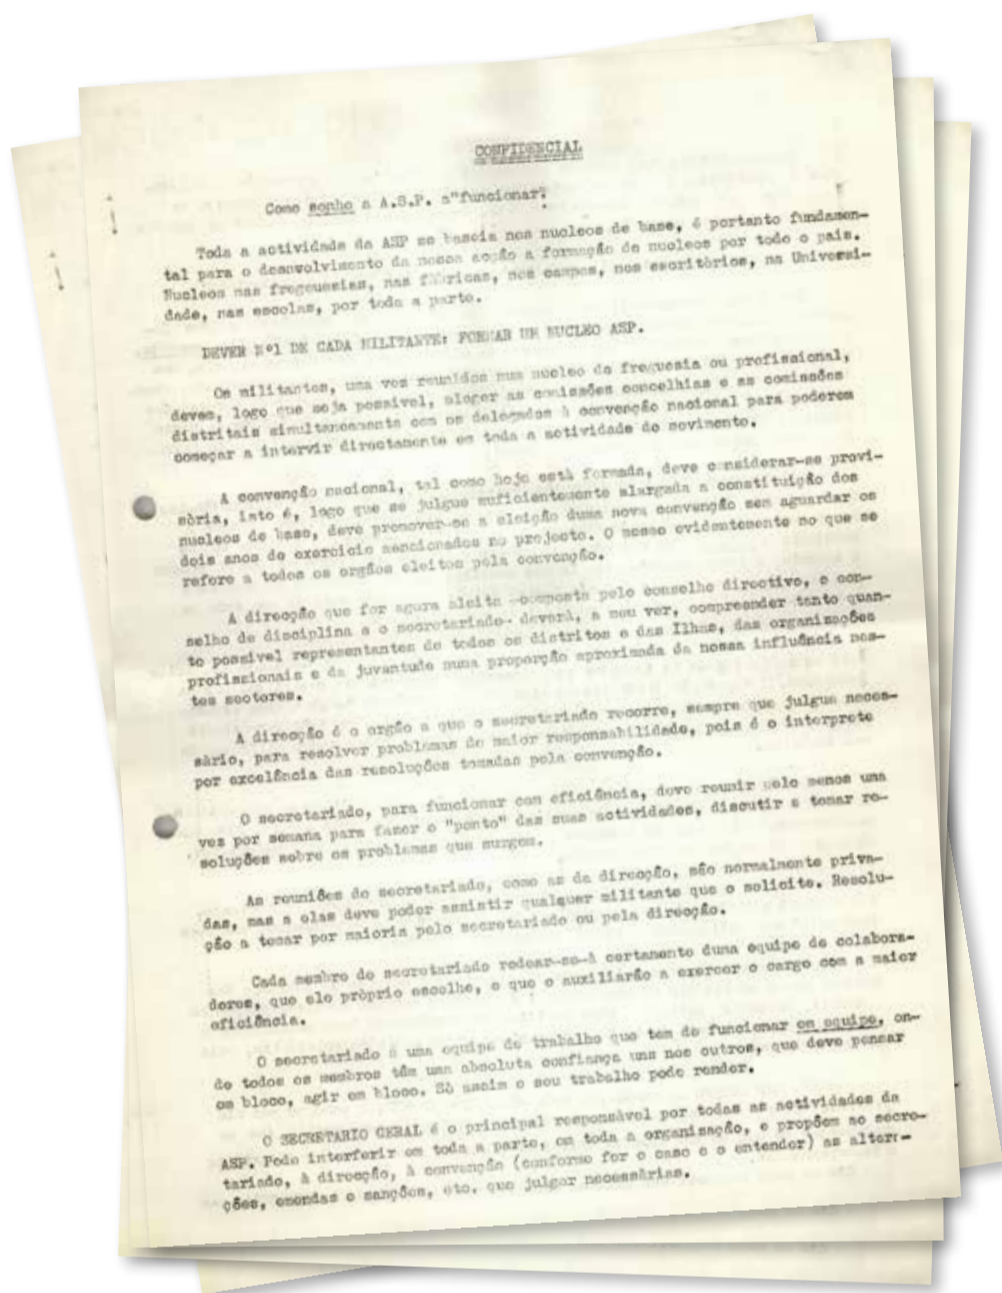 CONFIDENCIAL
Como sonho a A.S.P. a"funcionar".
Toda a actividade da ASP se baseia nos nucleos de base, é portanto fundamen-
tal para o desenvolvimento da nossa acção a formação de nucleos por todo o pais.
Nucleos nas freguesias, nas fábricas, nos campos, nos escritòrios, na Universi-
dade, nas escolas, por toda a parte.
DEVER Nº1 DE CADA MILITANTE: FORMAR UM NUCLEO ASP.
Os militantes, uma vez reunidos num nucleo de freguesia ou profissional,
devem, logo que seja possivel, eleger as comissões concelhias e as comissões
distritais simultaneamente com os delegados à convenção nacional para poderem
começar a intervir directamente em toda a actividade do movimento.
A convenção nacional, tal como hoje està formada, deve considerar-se provi-
sòria, isto é, logo que se julgue suficientemente alargada a constituição dos
nucleos de base, deve promover-se a eleição duma nova convenção sem aguardar os
dois anos de exercicio mencionados no projecto. O mesmo evidentemente no que se
refere a todos os orgãos eleitos pela convenção.
A direcção que for agora eleita -composta pelo conselho directivo, o con-
selho de disciplina e o secretariado- deverà, a meu ver, compreender tanto quan-
to possivel representantes de todos os distritos e das Ilhas, das organisações
profissionais e da juventude numa proporção aproximada da nossa influência nes-
tes sectores.
A direcção é o orgão a que o secretariado recorre, sempre que julgue neces-
sàrio, para resolver problemas de maior responsabilidade, pois é o interprete
por excelência das resoluções tomadas pela convenção.
O secretariado, para funcionar com eficiência, deve reunir pelo menos uma
vez por semana para fazer o "ponto" das suas actividades, discutir e tomar re-
soluções sobre os problemas que surgem.
As reuniões do secretariado, como as da direcção, são normalmente priva-
das, mas a elas deve poder assistir qualquer militante que o solicite. Resolu-
ção a tomar por maioria pelo secretariado ou pela direcção.
Cada membro do secretariado rodear-se-à certamente duma equipe de colabora-
dores, que ele pròprio escolhe, e que o auxiliarão a exercer o cargo com a maior
eficiência.
O secretariado é uma equipe de trabalho que tem de funcionar em equipe, on-
de todos os membros têm uma absoluta confiança uns nos outros, que deve pensar
em bloco, agir em bloco. Sò assim o seu trabalho pode render.
O SECRETARIO GERAL é o principal responsàvel por todas as actividades da
ASP. Pode interferir em toda a parte, em toda a organisação, e propõem ao secre-
tariado, à direcção, à convenção (conforme for o caso e o entender) as altera-
ções, emendas e sanções, etc. que julgar necessàrias.